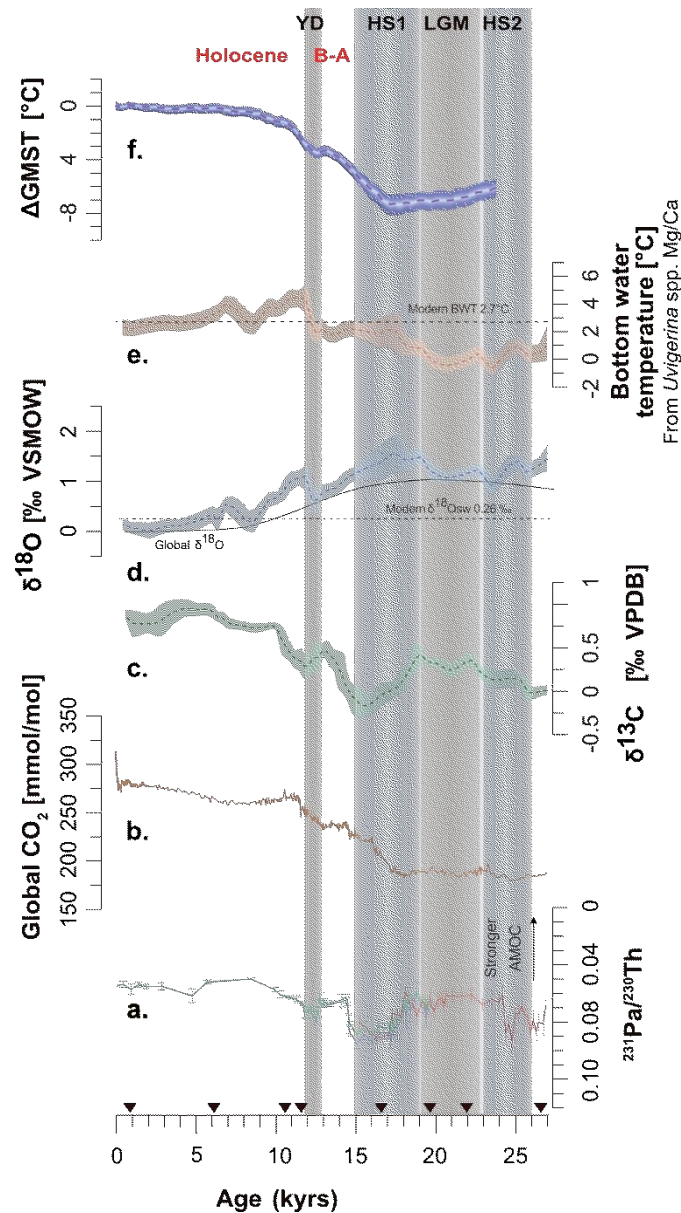 YD HS1 LGM HS2
Holocene B-A
ΔGMST [°C]
0
4
-8
f.
Bottom water
temperature [°C]
From Uvigerina spp. Mg/Ca
6
4
2
0
-2
Modern BWT 2.7°C
e.
δ18O [‰ VSMOW]
2
1
0
Modern δ18Osw 0.26 ‰
Global δ18O
d.
δ13C [‰ VPDB]
1
0.5
0
-0.5
c.
Global CO2 [mmol/mol]
350
300
250
200
150
b.
231Pa/230Th
0
0.04
0.08
0.10
Stronger
AMOC
a.
0 5 10 15 20 25
Age (kyrs)